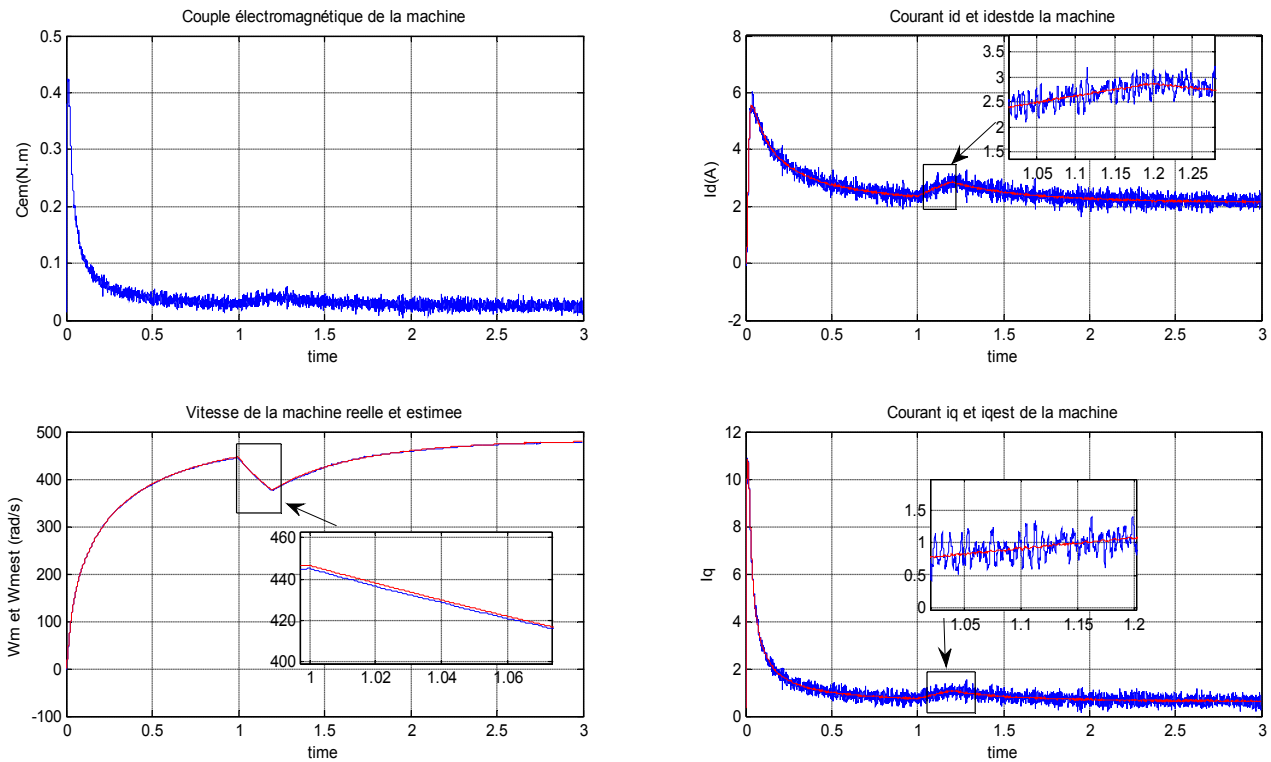 Couple électromagnétique de la machine
0.5
0.4
0.3
0.2
0.1
0
Cem(N.m)
0 0.5 1 1.5 2 2.5 3
time
Courant id et idestde la machine
8
6
4
2
0
-2
Id(A)
3.5
3
2.5
2
1.5
1.05 1.1 1.15 1.2 1.25
0 0.5 1 1.5 2 2.5 3
time
Vitesse de la machine reelle et estimee
500
400
300
200
100
0
-100
Wm et Wmest (rad/s)
460
440
420
400
1 1.02 1.04 1.06
0 0.5 1 1.5 2 2.5 3
time
Courant iq et iqest de la machine
12
10
8
6
4
2
0
Iq
1.5
1
0.5
0
1.05 1.1 1.15 1.2
0 0.5 1 1.5 2 2.5 3
time